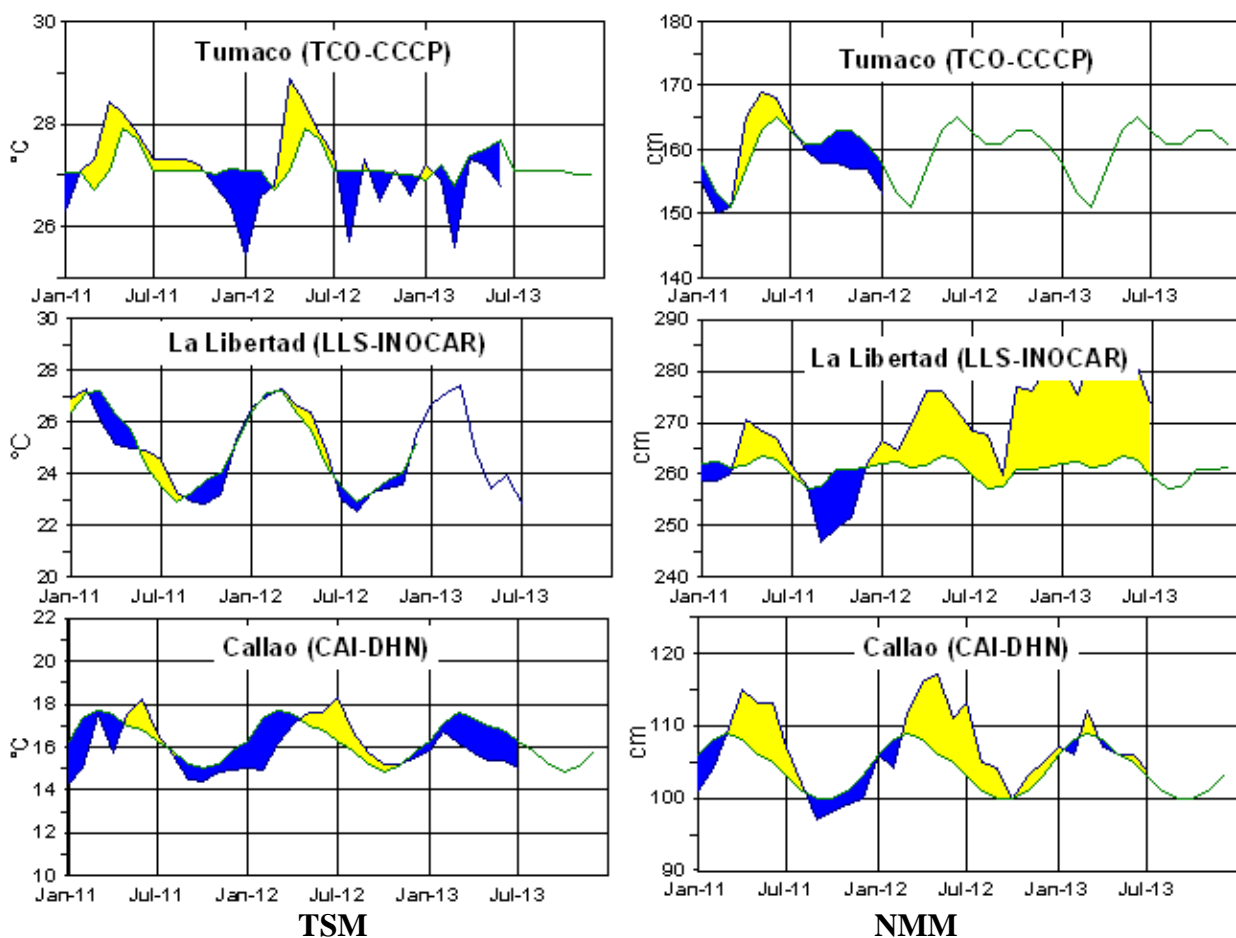 30
Tumaco (TCO-CCCP)
28
°C
26
Jan-11 Jul-11 Jan-12 Jul-12 Jan-13 Jul-13
180
Tumaco (TCO-CCCP)
170
160
cm
150
140
Jan-11 Jul-11 Jan-12 Jul-12 Jan-13 Jul-13
30
La Libertad (LLS-INOCAR)
28
26
°C
24
22
20
Jan-11 Jul-11 Jan-12 Jul-12 Jan-13 Jul-13
290
La Libertad (LLS-INOCAR)
280
270
cm
260
250
240
Jan-11 Jul-11 Jan-12 Jul-12 Jan-13 Jul-13
22
Callao (CAI-DHN)
20
18
°C
16
14
12
10
Jan-11 Jul-11 Jan-12 Jul-12 Jan-13 Jul-13
TSM
120
Callao (CAI-DHN)
110
cm
100
90
Jan-11 Jul-11 Jan-12 Jul-12 Jan-13 Jul-13
NMM